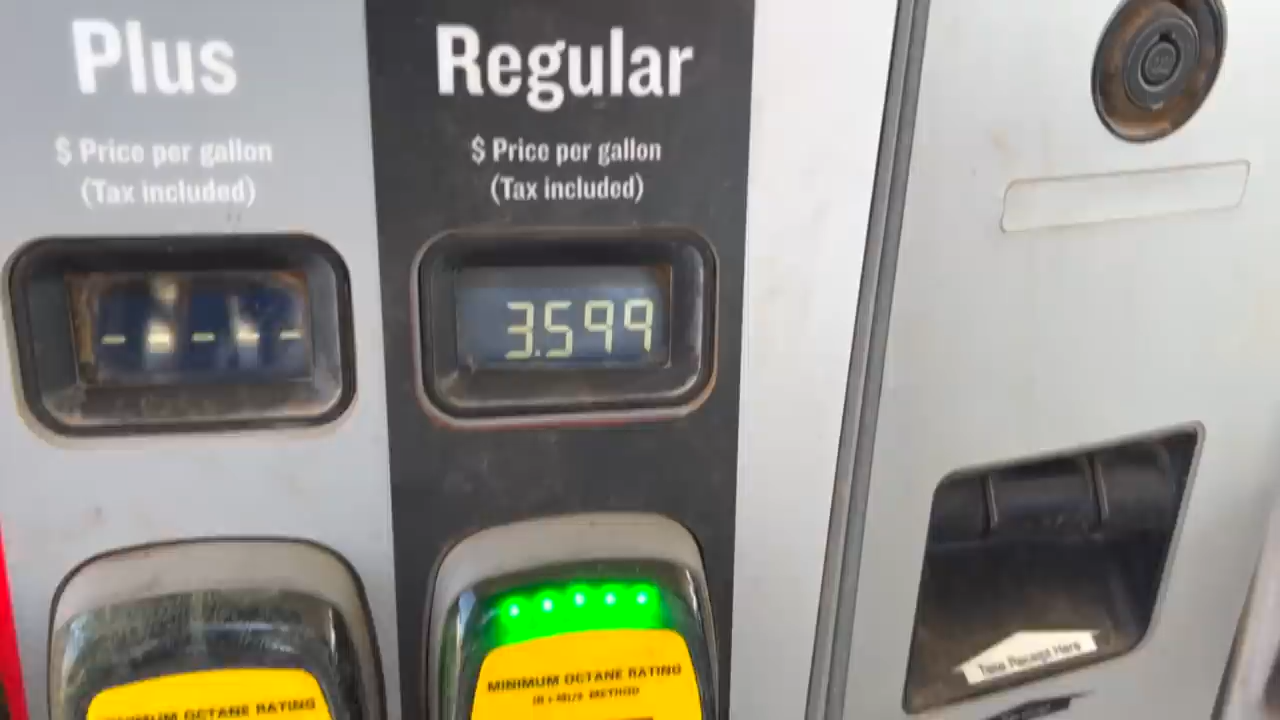 Plus
$ Price per gallon
(Tax included)
- - - - -
Regular
$ Price per gallon
(Tax included)
3.599
MINIMUM OCTANE RATING
MINIMUM OCTANE RATING
METHOD
Take Receipt Here